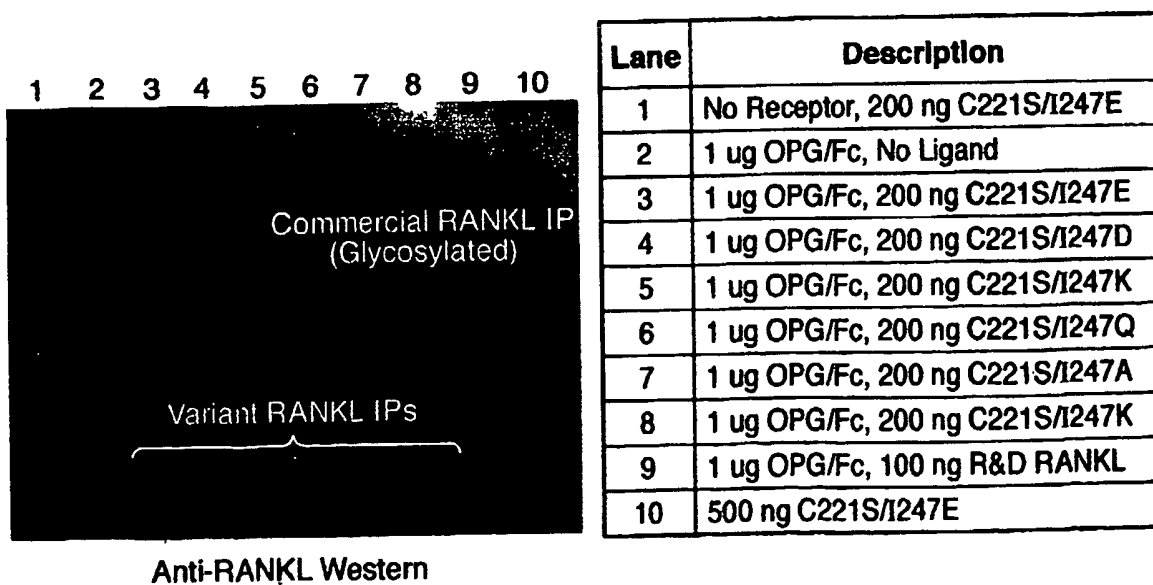 1 2 3 4 5 6 7 8 9 10
Commercial RANKL IP
(Glycosylated)
Variant RANKL IPs
Anti-RANKL Western
Lane Description
1 No Receptor, 200 ng C221S/I247E
2 1 ug OPG/Fc, No Ligand
3 1 ug OPG/Fc, 200 ng C221S/I247E
4 1 ug OPG/Fc, 200 ng C221S/I247D
5 1 ug OPG/Fc, 200 ng C221S/I247K
6 1 ug OPG/Fc, 200 ng C221S/I247Q
7 1 ug OPG/Fc, 200 ng C221S/I247A
8 1 ug OPG/Fc, 200 ng C221S/I247K
9 1 ug OPG/Fc, 100 ng R&D RANKL
10 500 ng C221S/I247E